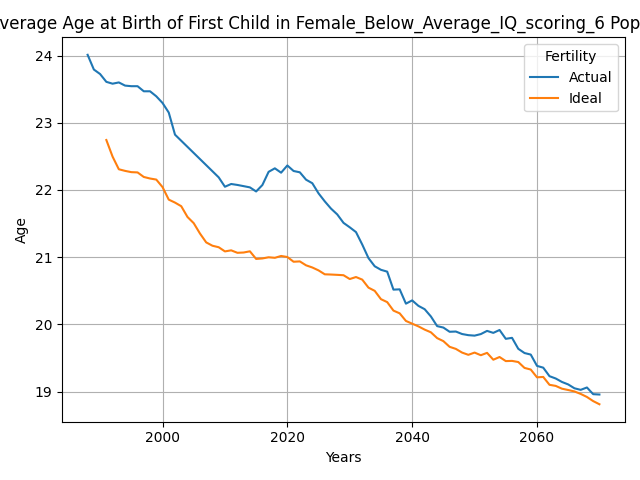 verage Age at Birth of First Child in Female_Below_Average_IQ_scoring_6 Pop
Fertility
Actual
Ideal
24
23
22
21
20
19
Age
2000
2020
2040
2060
Years